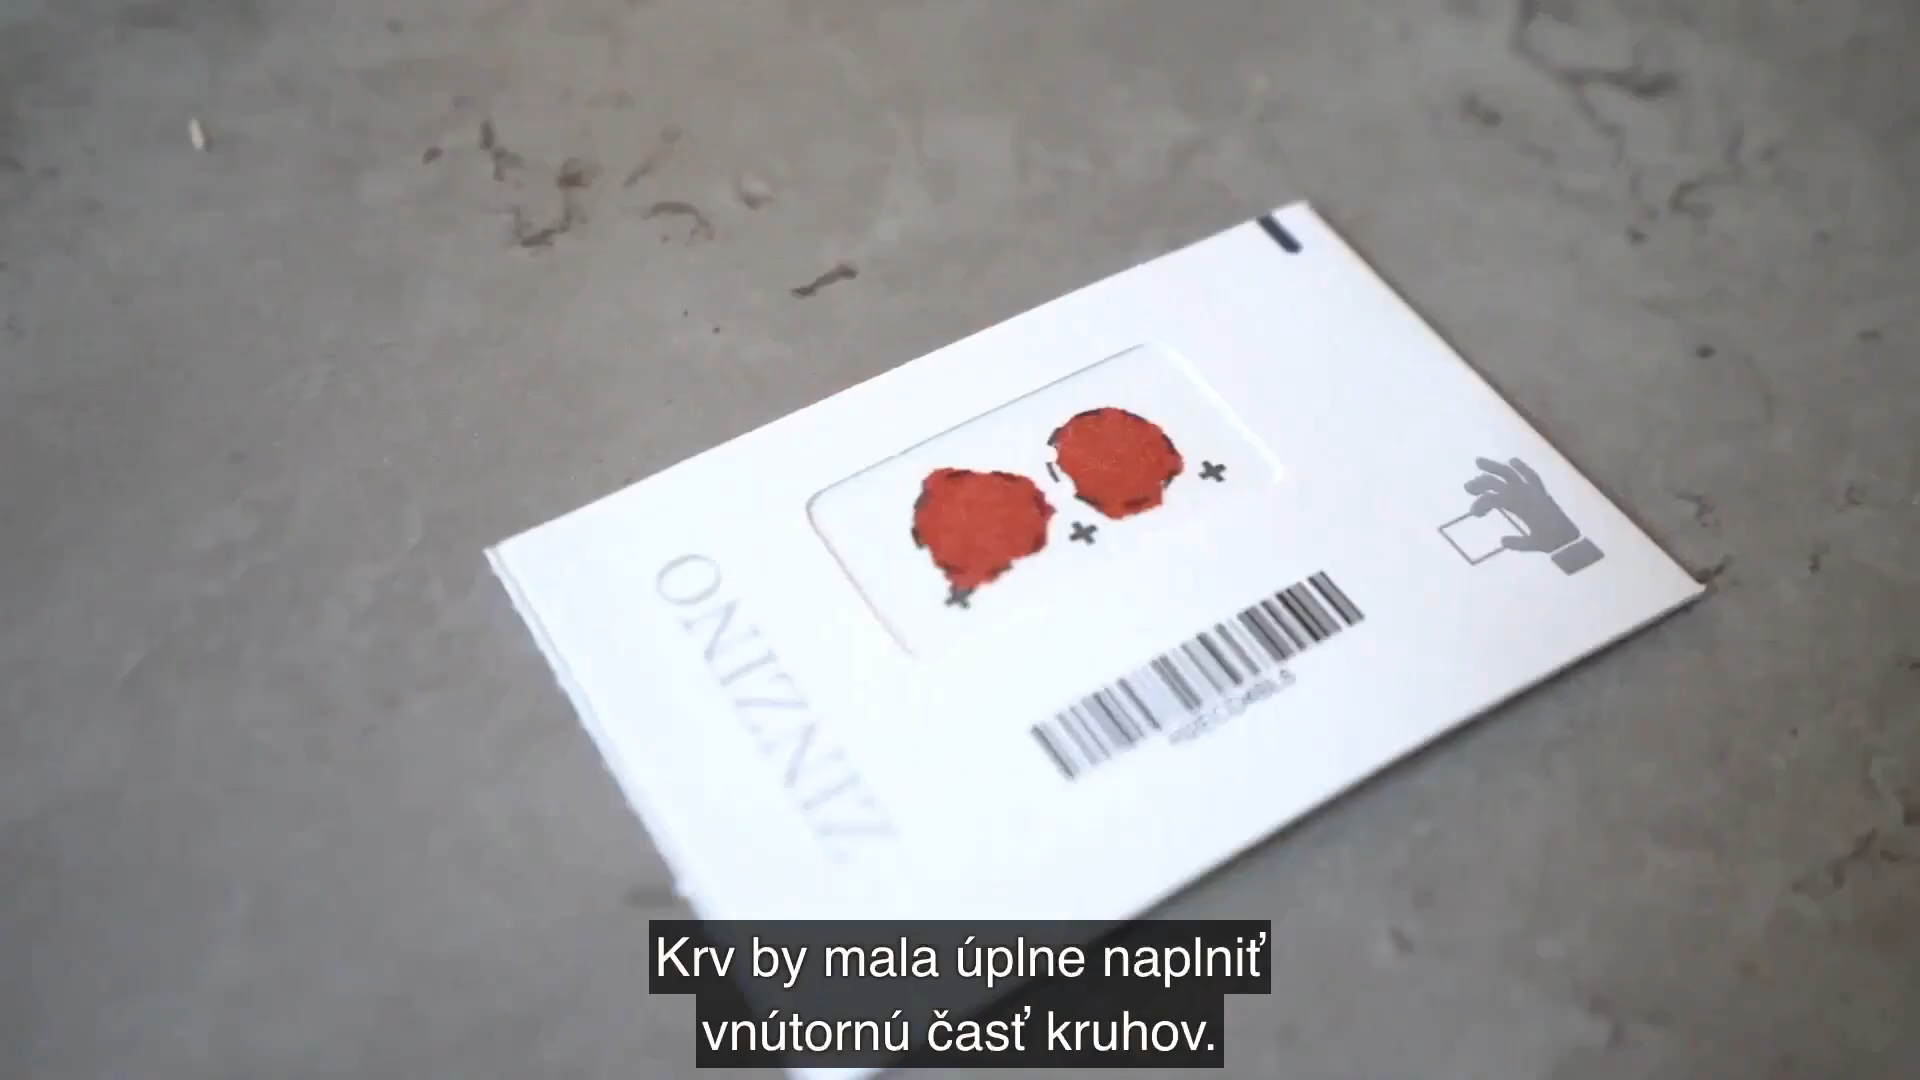 ZINZINO
Krv by mala úplne naplniť
vnútornú časť kruhov.